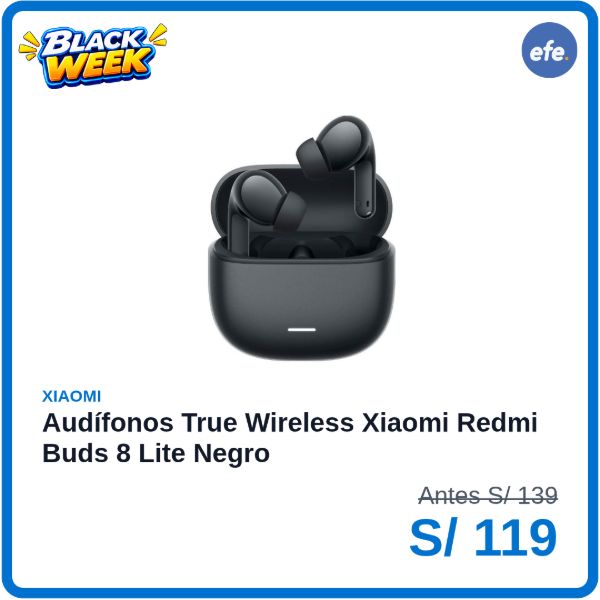 BLACK
WEEK
efe.
XIAOMI
Audífonos True Wireless Xiaomi Redmi
Buds 8 Lite Negro
Antes S/ 139
S/ 119